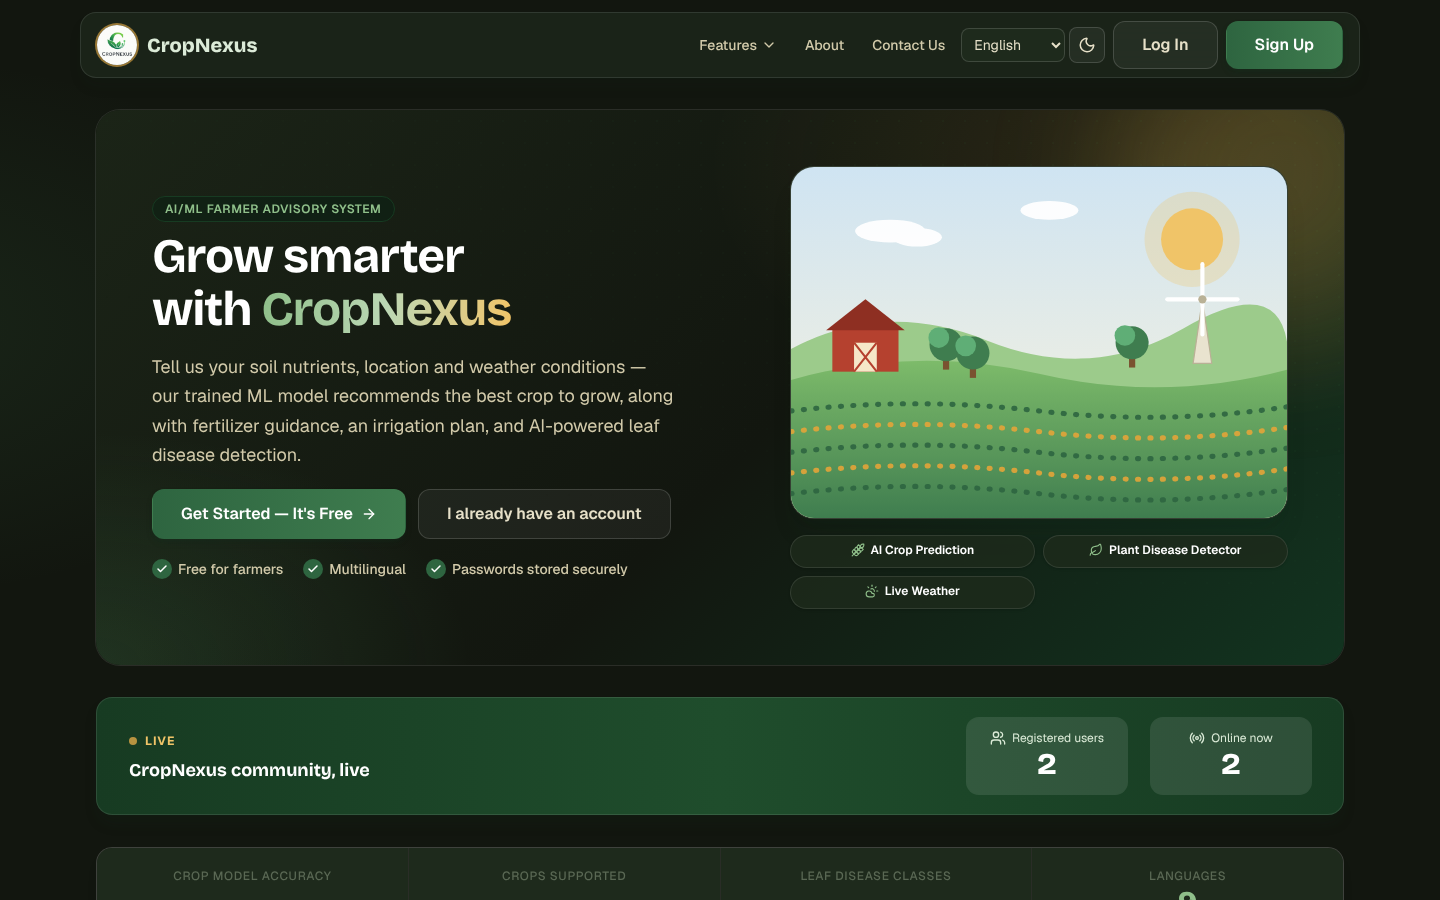 CROPNEXUS
CropNexus
Features
About
Contact Us
English
Log In
Sign Up
AI/ML FARMER ADVISORY SYSTEM
Grow smarter
with CropNexus
Tell us your soil nutrients, location and weather conditions —
our trained ML model recommends the best crop to grow, along
with fertilizer guidance, an irrigation plan, and AI-powered leaf
disease detection.
Get Started — It's Free →
I already have an account
Free for farmers
Multilingual
Passwords stored securely
AI Crop Prediction
Plant Disease Detector
Live Weather
LIVE
CropNexus community, live
Registered users
2
Online now
2
CROP MODEL ACCURACY
CROPS SUPPORTED
LEAF DISEASE CLASSES
LANGUAGES